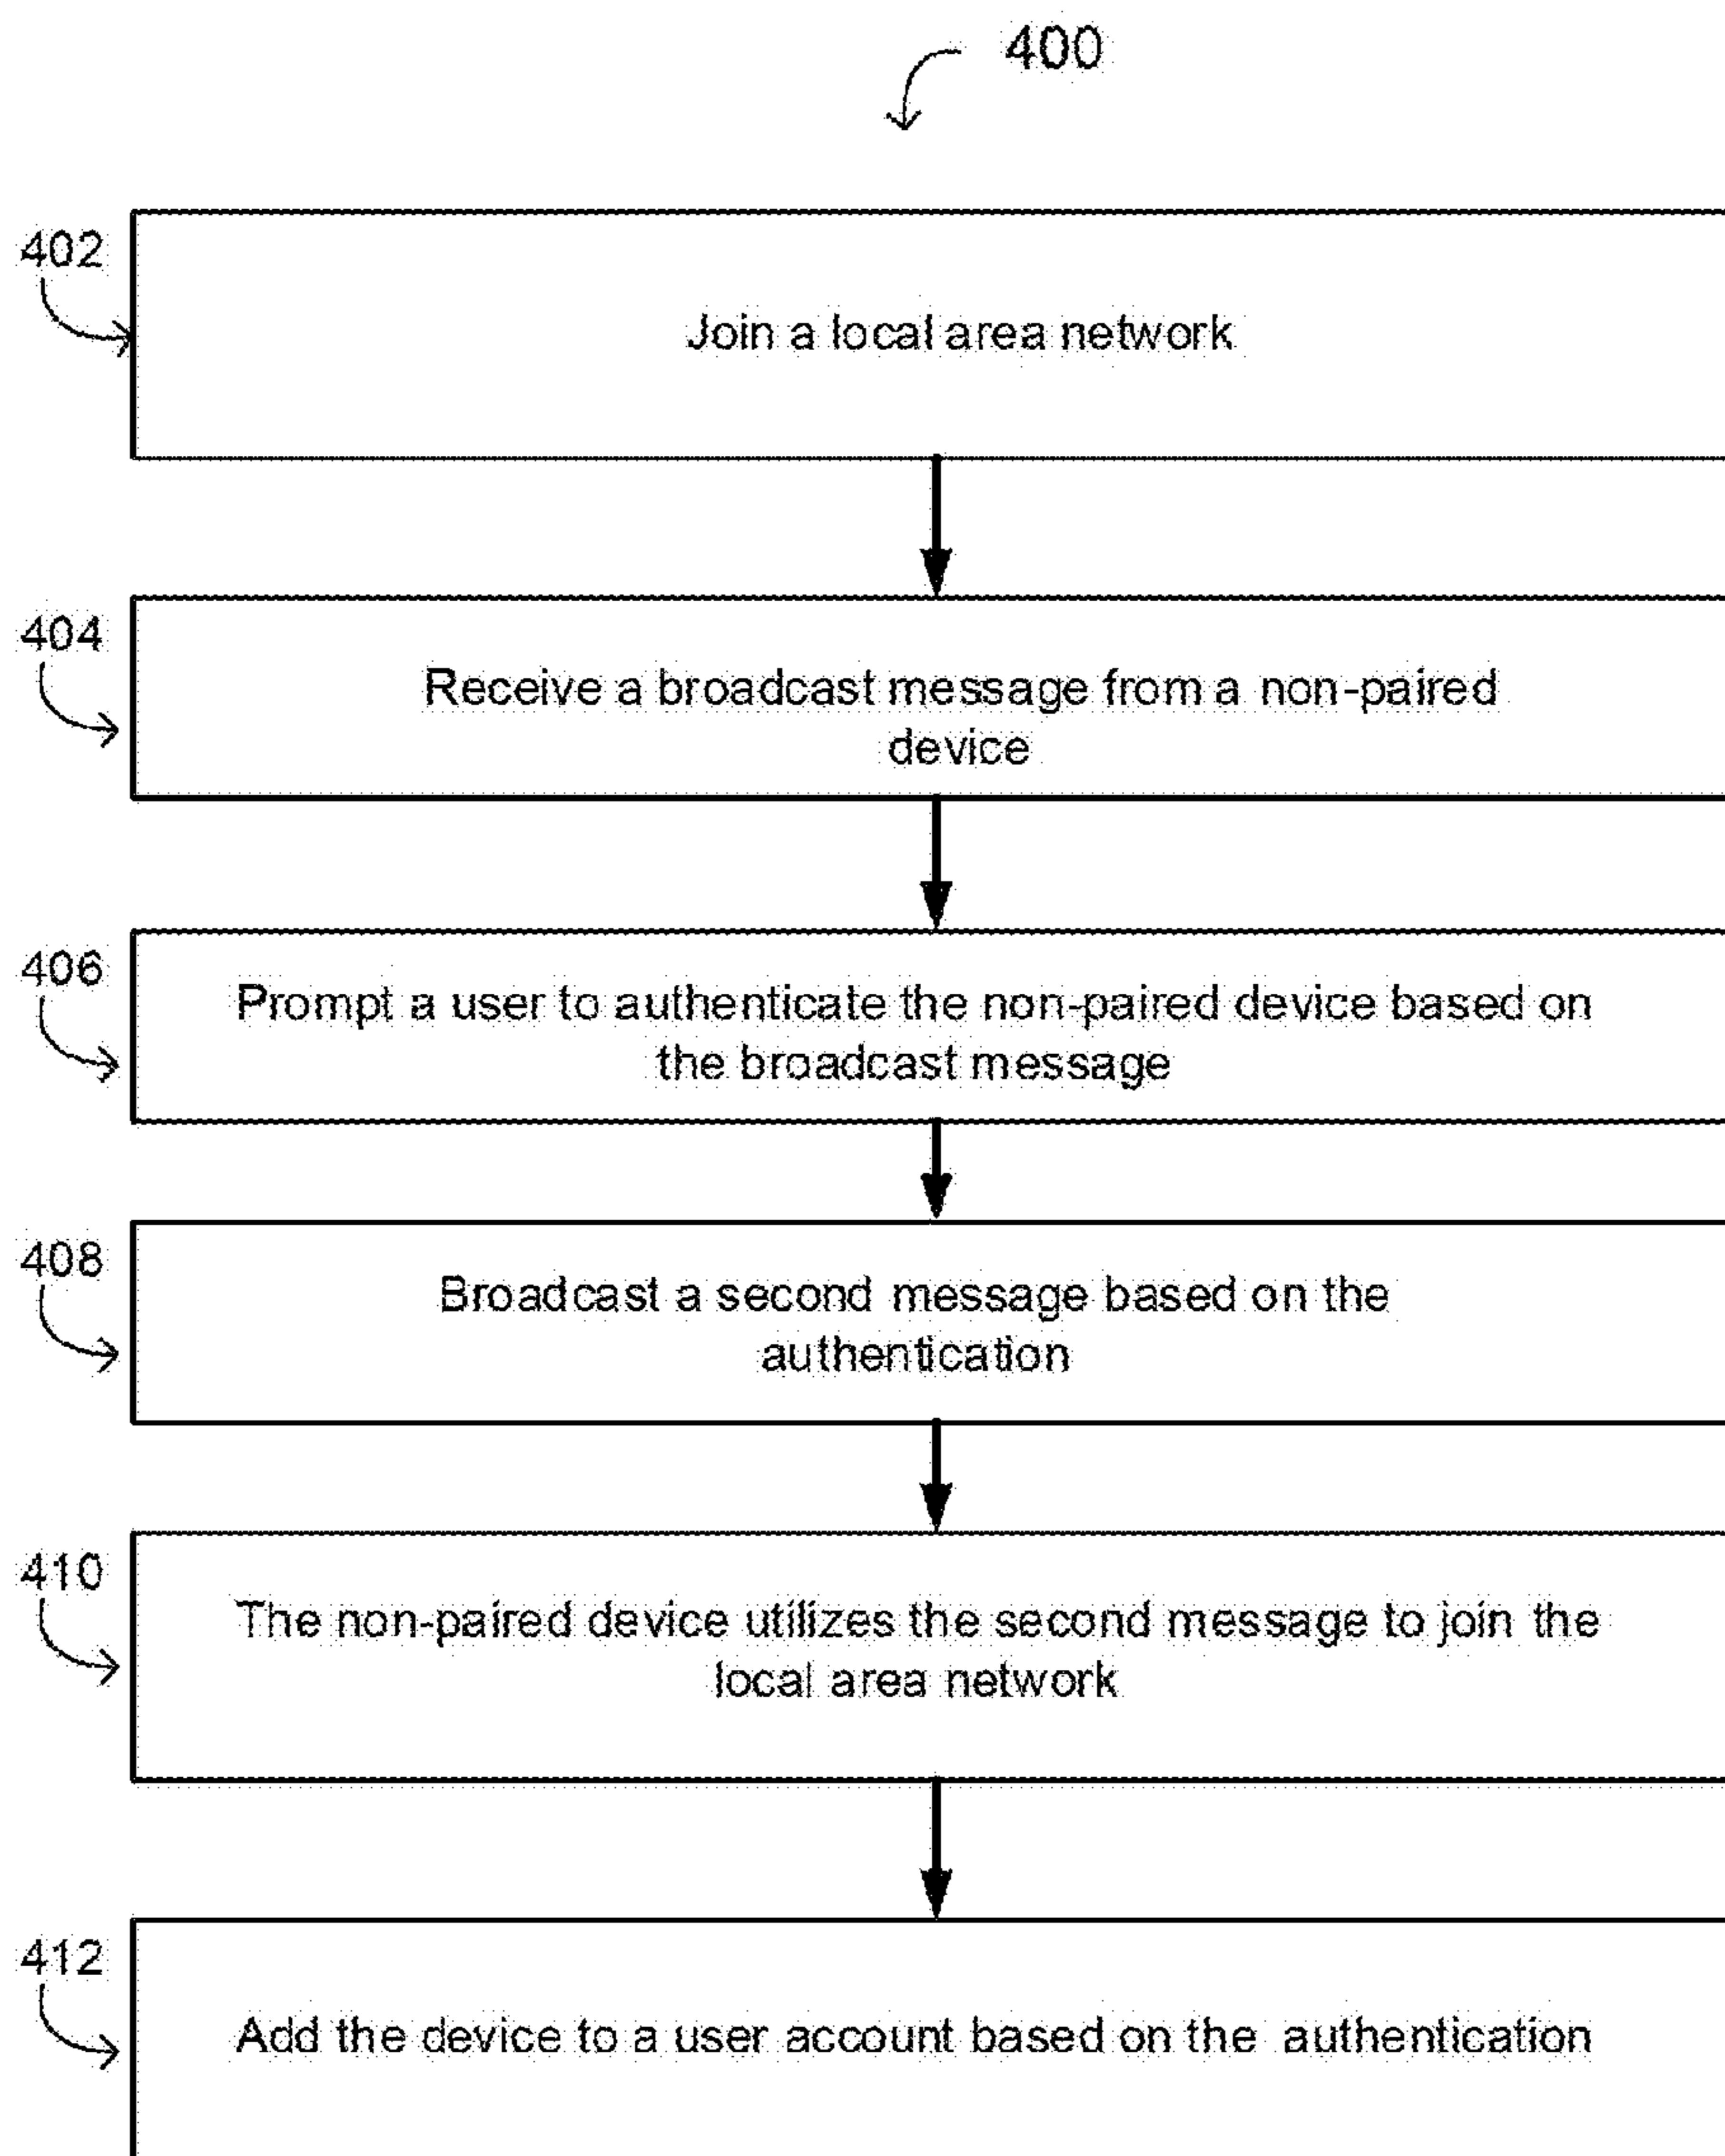 400
402
Join a local area network
404
Receive a broadcast message from a non-paired
device
406
Prompt a user to authenticate the non-paired device based on
the broadcast message
408
Broadcast a second message based on the
authentication
410
The non-paired device utilizes the second message to join the
local area network
412
Add the device to a user account based on the authentication